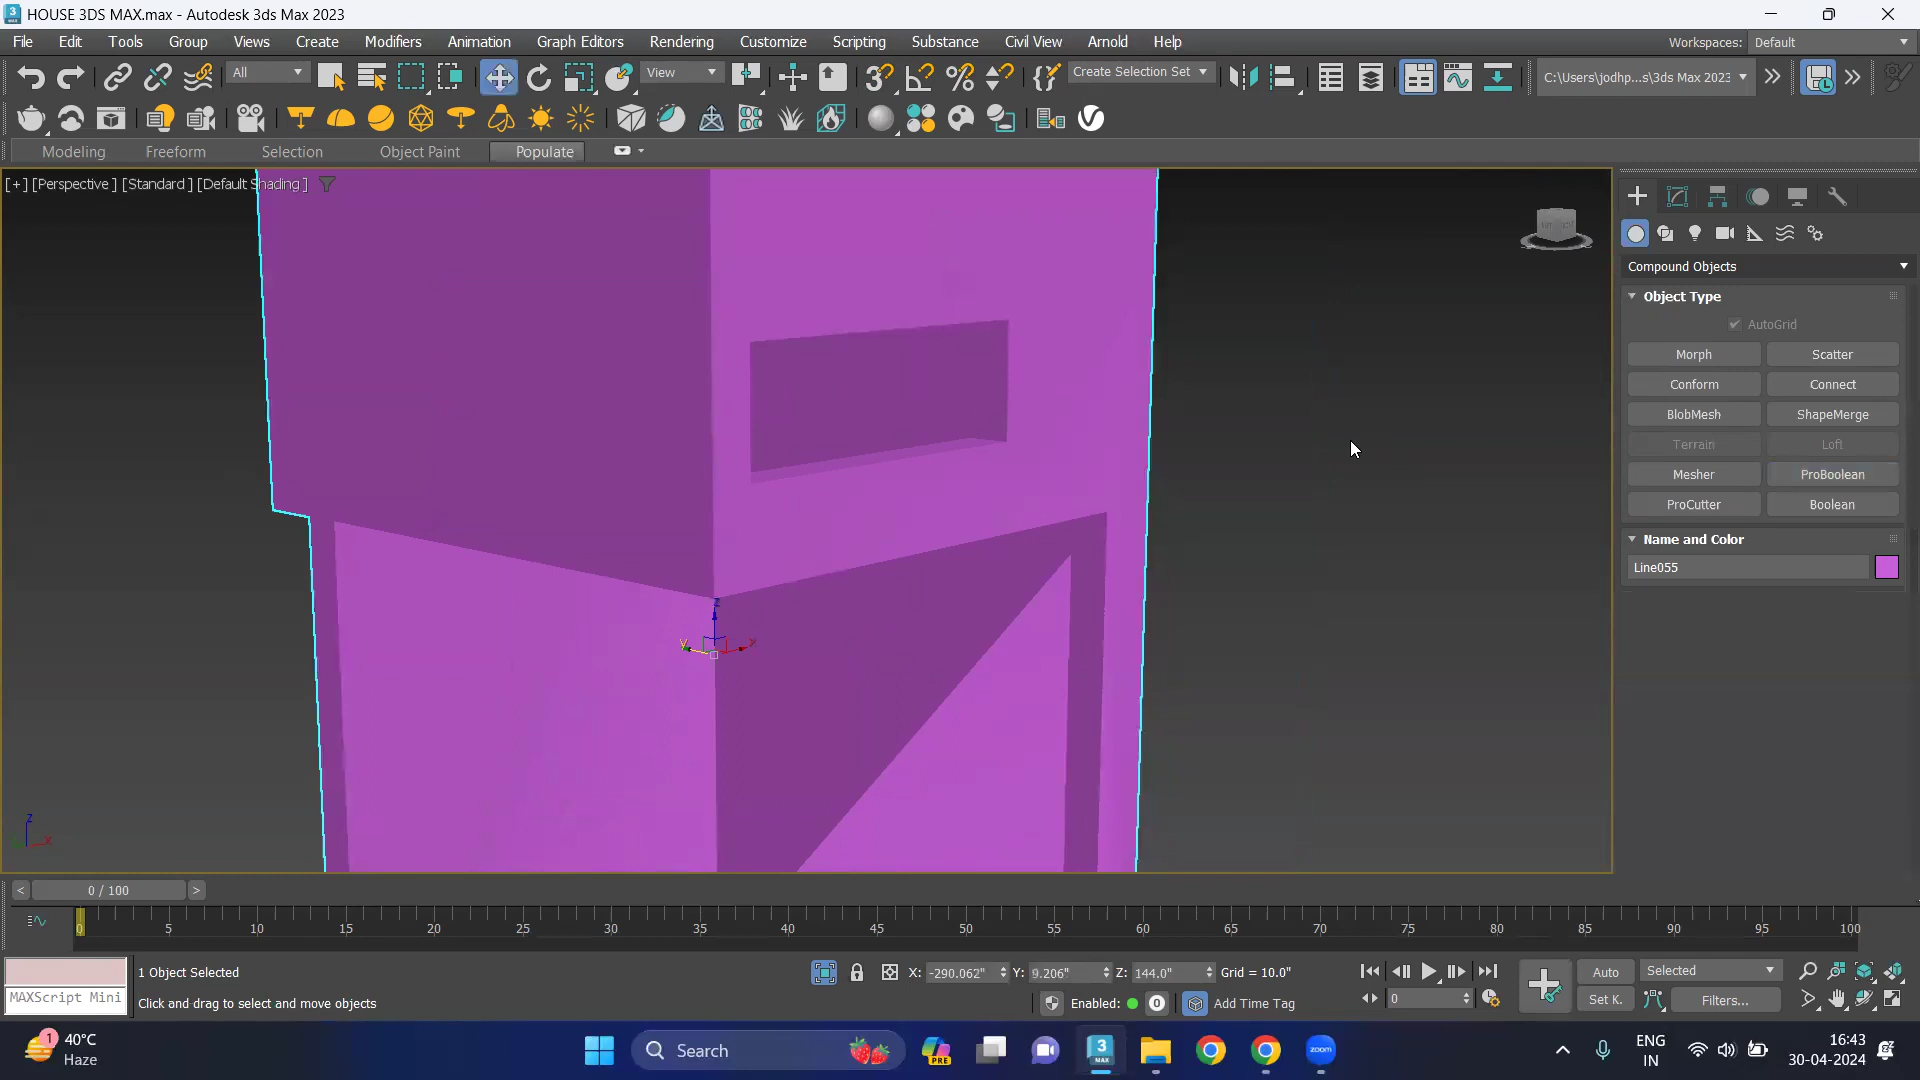 HOUSE 3DS MAX.max - Autodesk 3ds Max 2023
File Edit Tools Group Views Create Modifiers Animation Graph Editors Rendering Customize Scripting Substance Civil View Arnold Help
Workspaces: Default
All View Create Selection Set C:\Users\jodhp...s\3ds Max 2023
Modeling Freeform Selection Object Paint Populate
[+] [Perspective ] [Standard ] [Default Shading ]
Compound Objects
Object Type
AutoGrid
Morph Scatter
Conform Connect
BlobMesh ShapeMerge
Terrain Loft
Mesher ProBoolean
ProCutter Boolean
Name and Color
Line055
z
y x
z
x
< 0 / 100 >
0 5 10 15 20 25 30 35 40 45 50 55 60 65 70 75 80 85 90 95 100
1 Object Selected
X: -290.062" Y: 9.206" Z: 144.0" Grid = 10.0"
Auto Selected
MAXScript Mini
Click and drag to select and move objects
Enabled: 0 Add Time Tag
0
Set K. Filters...
1
40°C
Haze
Search
PRE
3
MAX
zoom
ENG
IN
16:43
30-04-2024